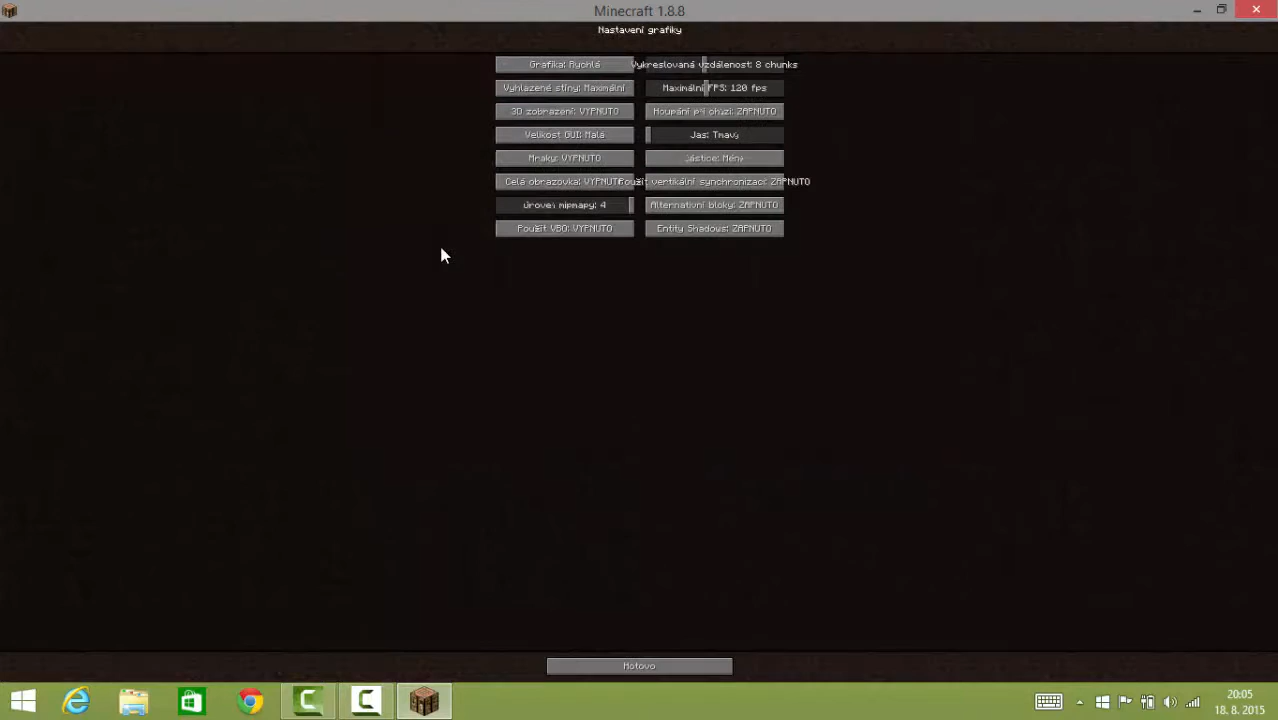 Minecraft 1.8.8
Nastavení grafiky
Grafika: Rychlá
Vykreslovaná vzdálenost: 8 chunks
Vyhlazené stíny: Maximální
Maximální FPS: 120 fps
3D zobrazení: VYPNUTO
Houpání při chůzi: ZAPNUTO
Velikost GUI: Malá
Jas: Tmavý
Mraky: VYPNUTO
Částice: Méně
Celá obrazovka: VYPNUTO
Použít vertikální synchronizaci: ZAPNUTO
Úroveň mipmapy: 4
Alternativní bloky: ZAPNUTO
Použít VBO: VYPNUTO
Entity Shadows: ZAPNUTO
Hotovo
20:05
18. 8. 2015